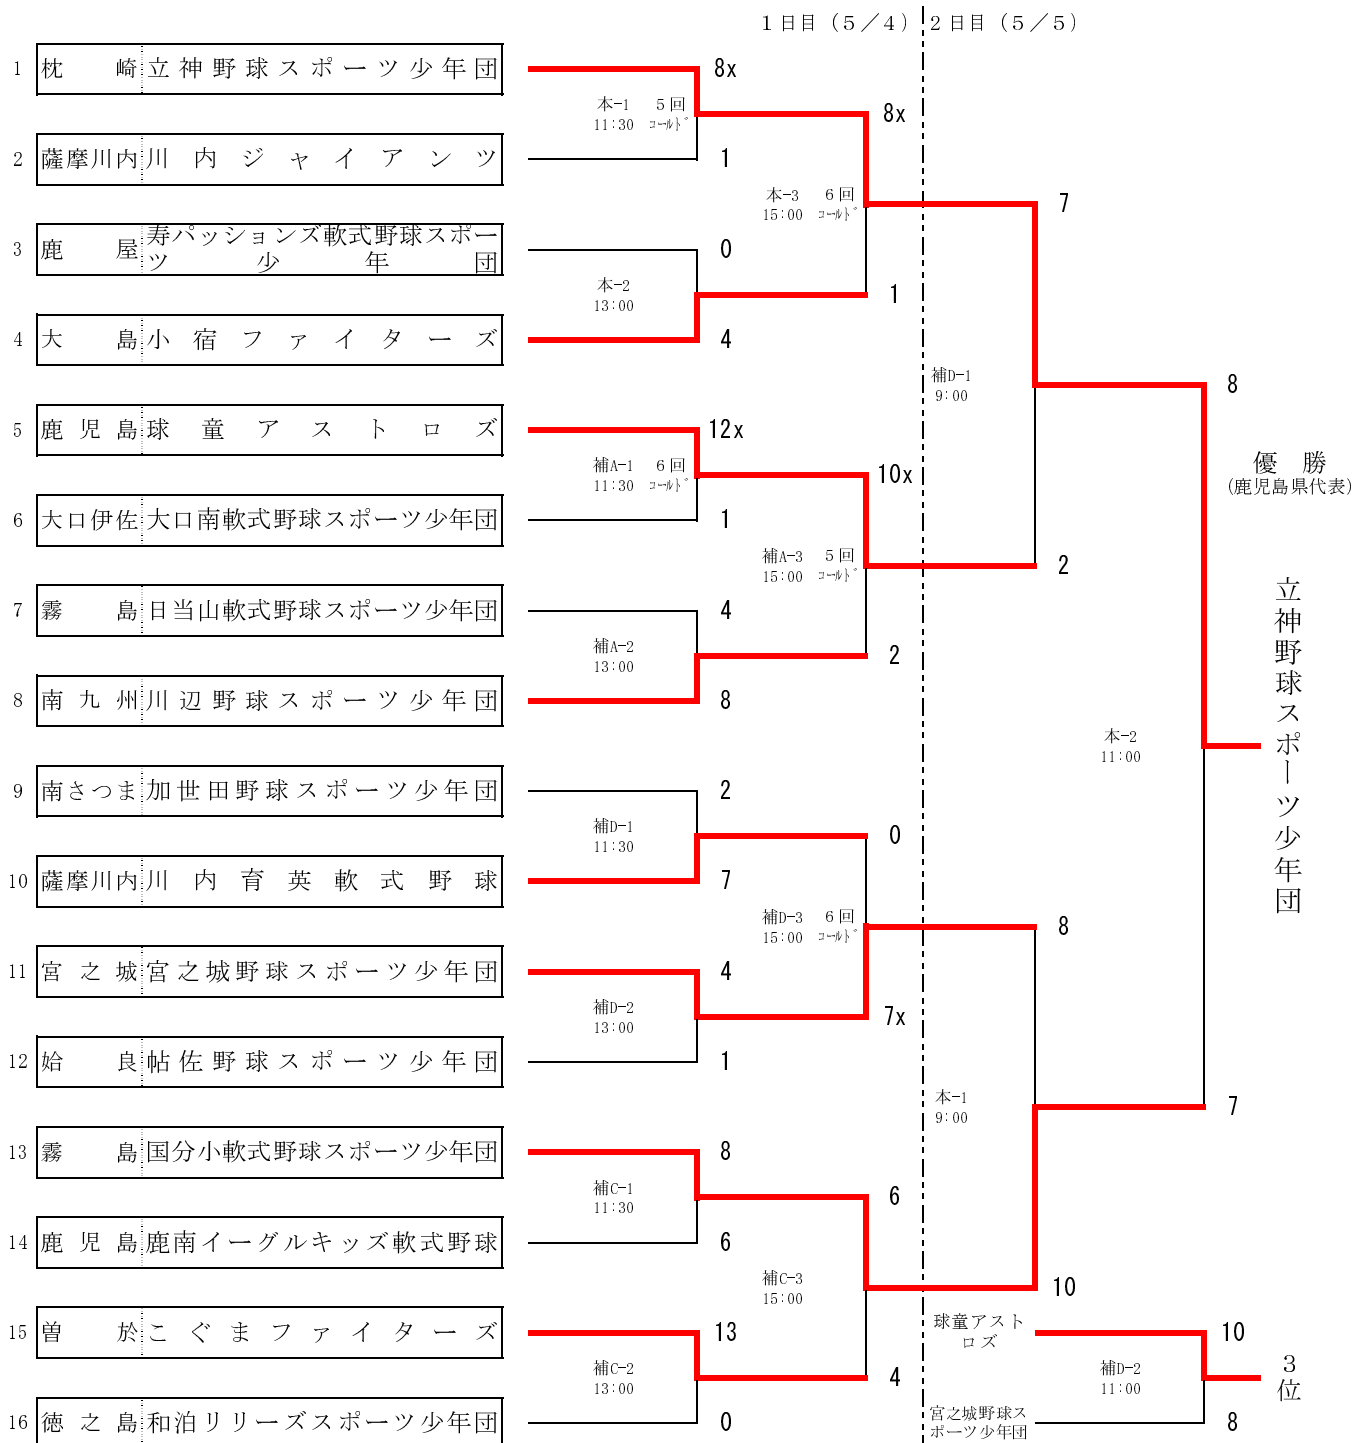 １日目（５／４）
２日目（５／５）
1 枕崎 立神野球スポーツ少年団 8x
本-1 ５回
11:30 コールド
8x
2 薩摩川内 川内ジャイアンツ 1
本-3 ６回
15:00 コールド
7
3 鹿屋 寿パッションズ軟式野球スポー
ツ少年団
0
本-2
13:00
1
4 大島 小宿ファイターズ 4
補D-1
9:00
8
5 鹿児島 球童アストロズ 12x
補A-1 ６回
11:30 コールド
10x
優勝
(鹿児島県代表)
6 大口伊佐 大口南軟式野球スポーツ少年団 1
補A-3 ５回
15:00 コールド
2
立神野球スポーツ少年団
7 霧島 日当山軟式野球スポーツ少年団 4
補A-2
13:00
2
8 南九州 川辺野球スポーツ少年団 8
本-2
11:00
9 南さつま 加世田野球スポーツ少年団 2
補D-1
11:30
0
10 薩摩川内 川内育英軟式野球 7
補D-3 ６回
15:00 コールド
8
11 宮之城 宮之城野球スポーツ少年団 4
補D-2
13:00
7x
12 姶良 帖佐野球スポーツ少年団 1
本-1
9:00
7
13 霧島 国分小軟式野球スポーツ少年団 8
補C-1
11:30
6
14 鹿児島 鹿南イーグルキッズ軟式野球 6
補C-3
15:00
10
15 曽於 こぐまファイターズ 13
補C-2
13:00
4
16 徳之島 和泊リリーズスポーツ少年団 0
球童アスト
ロズ
10
補D-2
11:00
３位
宮之城野球ス
ポーツ少年団
8